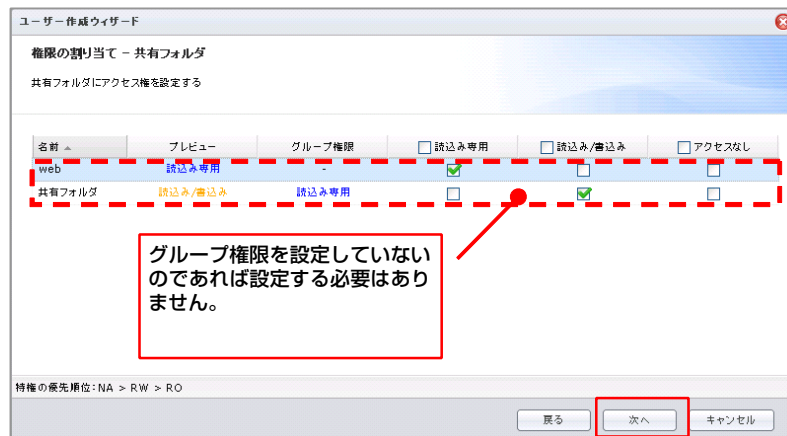 ユーザー作成ウィザード
権限の割り当て - 共有フォルダ
共有フォルダにアクセス権を設定する
名前 プレビュー グループ権限 読込み専用 読込み/書込み アクセスなし
web 読込み専用 -
共有フォルダ 読込み/書込み 読込み専用
グループ権限を設定していない
のであれば設定する必要はあり
ません。
特権の優先順位:NA > RW > RO
戻る 次へ キャンセル